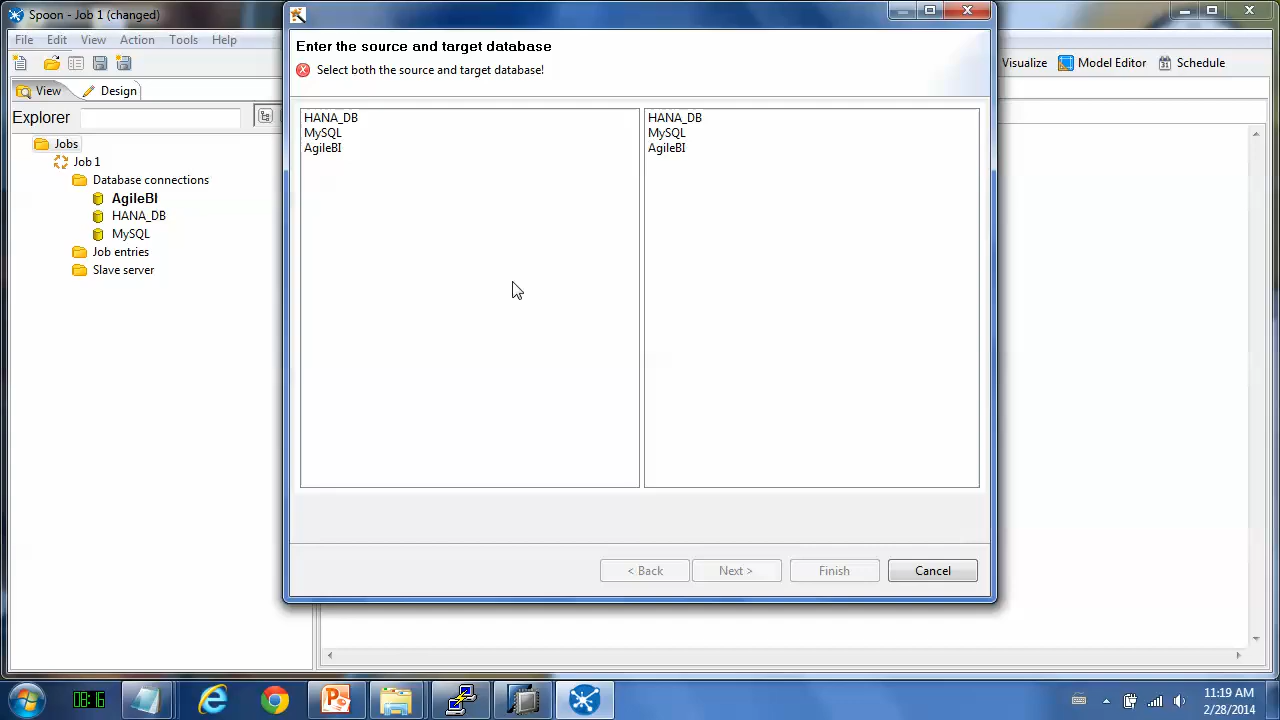 Spoon - Job 1 (changed)
File Edit View Action Tools Help
View Design
Explorer
Jobs
Job 1
Database connections
AgileBI
HANA_DB
MySQL
Job entries
Slave server
Enter the source and target database
Select both the source and target database!
HANA_DB
MySQL
AgileBI
HANA_DB
MySQL
AgileBI
< Back Next > Finish Cancel
Visualize Model Editor Schedule
08:16
11:19 AM
2/28/2014